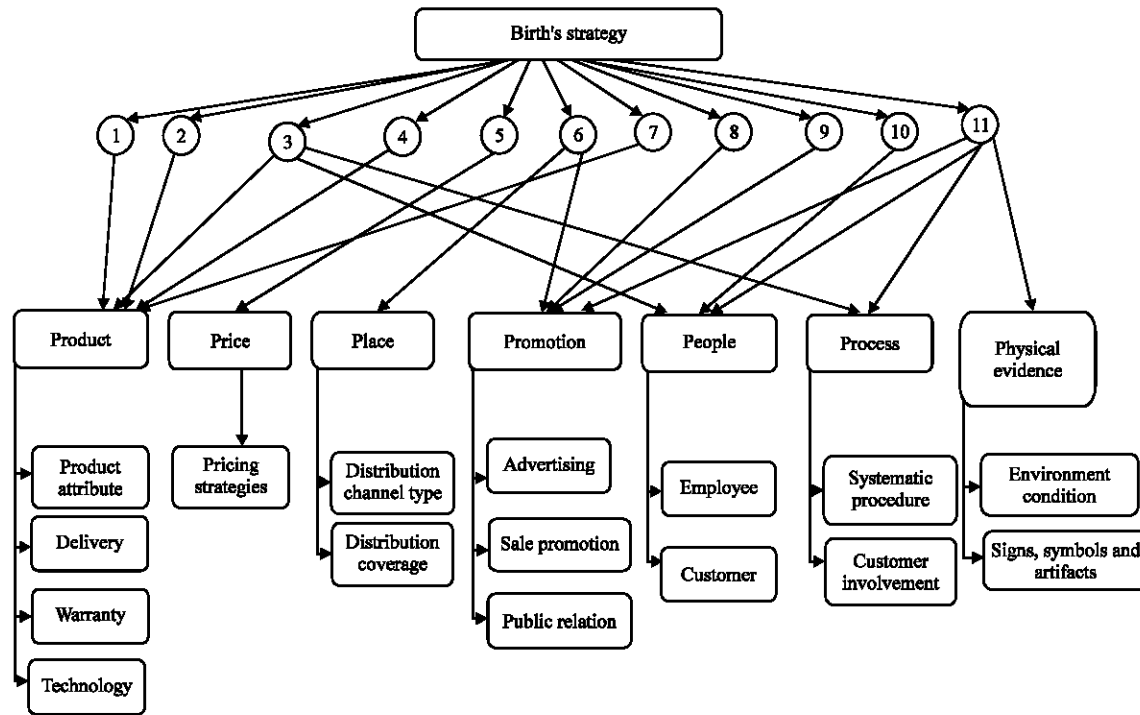 Birth's strategy
1
2
3
4
5
6
7
8
9
10
11
Product
Price
Place
Promotion
People
Process
Physical
evidence
Product
attribute
Delivery
Warranty
Technology
Pricing
strategies
Distribution
channel type
Distribution
coverage
Advertising
Sale promotion
Public relation
Employee
Customer
Systematic
procedure
Customer
involvement
Environment
condition
Signs, symbols and
artifacts